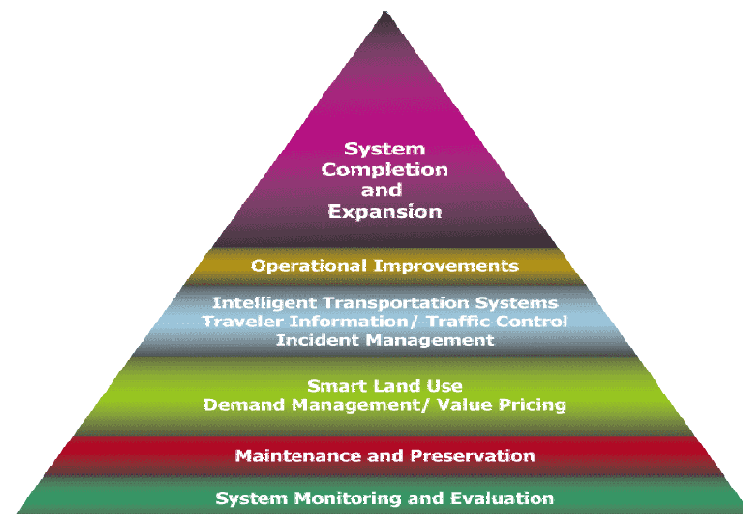 System
Completion
and
Expansion
Operational Improvements
Intelligent Transportation Systems
Traveler Information/ Traffic Control
Incident Management
Smart Land Use
Demand Management/ Value Pricing
Maintenance and Preservation
System Monitoring and Evaluation